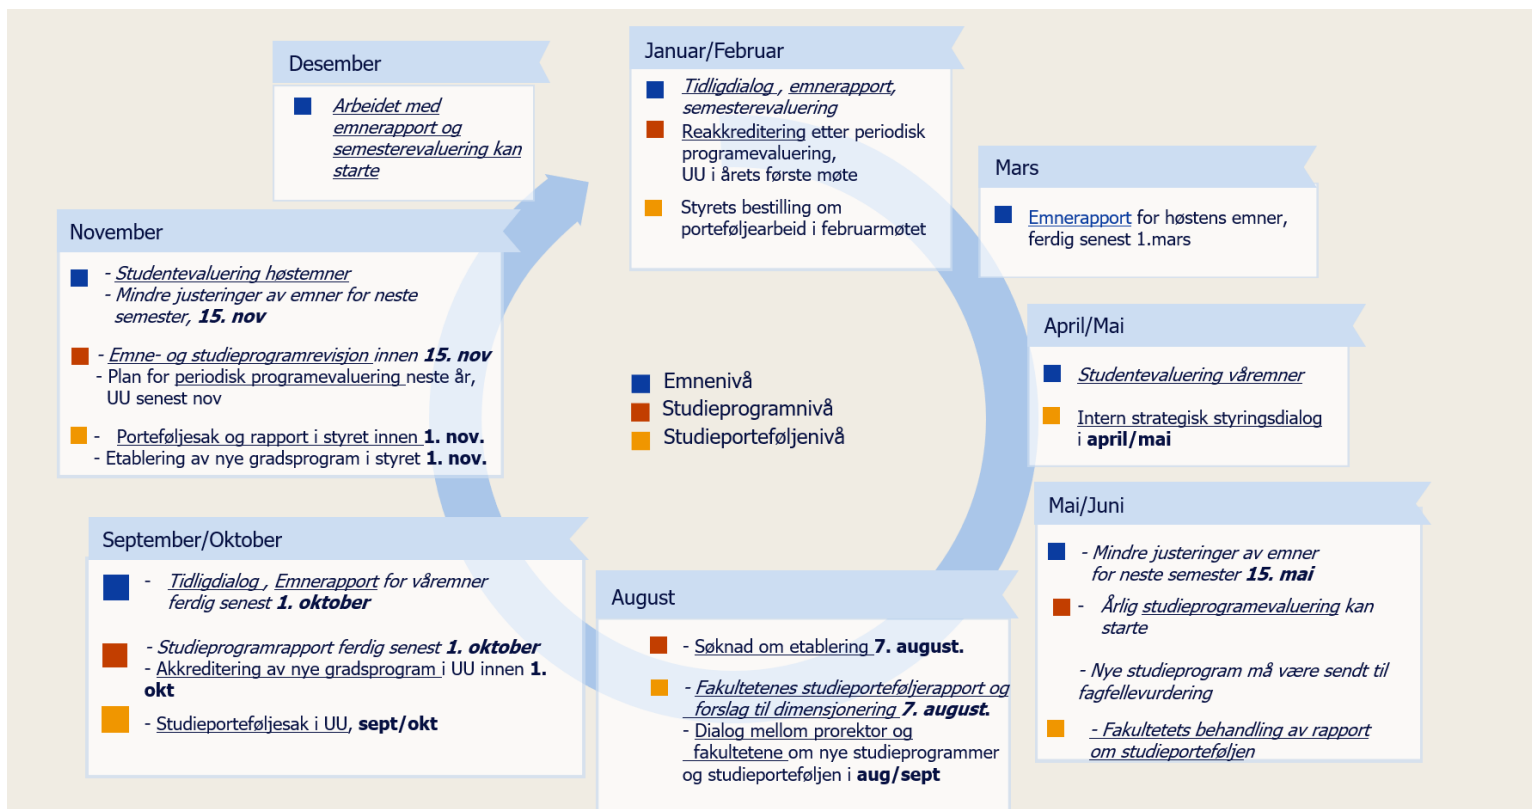 Januar/Februar
Tidligdialog , emnerapport,
semesterevaluering
Reakkreditering etter periodisk
programevaluering,
UU i årets første møte
Styrets bestilling om
porteføljearbeid i februarmøtet
Mars
Emnerapport for høstens emner,
ferdig senest 1.mars
April/Mai
Studentevaluering våremner
Intern strategisk styringsdialog
i april/mai
Mai/Juni
- Mindre justeringer av emner
for neste semester 15. mai
- Årlig studieprogramevaluering kan
starte
- Nye studieprogram må være sendt til
fagfellevurdering
- Fakultetets behandling av rapport
om studieporteføljen
August
- Søknad om etablering 7. august.
- Fakultetenes studieporteføljerapport og
forslag til dimensjonering 7. august.
- Dialog mellom prorektor og
fakultetene om nye studieprogrammer
og studieporteføljen i aug/sept
September/Oktober
- Tidligdialog , Emnerapport for våremner
ferdig senest 1. oktober
- Studieprogramrapport ferdig senest 1. oktober
- Akkreditering av nye gradsprogram i UU innen 1.
okt
- Studieporteføljesak i UU, sept/okt
November
- Studentevaluering høstemner
- Mindre justeringer av emner for neste
semester, 15. nov
- Emne- og studieprogramrevisjon innen 15. nov
- Plan for periodisk programevaluering neste år,
UU senest nov
- Porteføljesak og rapport i styret innen 1. nov.
- Etablering av nye gradsprogram i styret 1. nov.
Desember
Arbeidet med
emnerapport og
semesterevaluering kan
starte
Emnenivå
Studieprogramnivå
Studieporteføljenivå